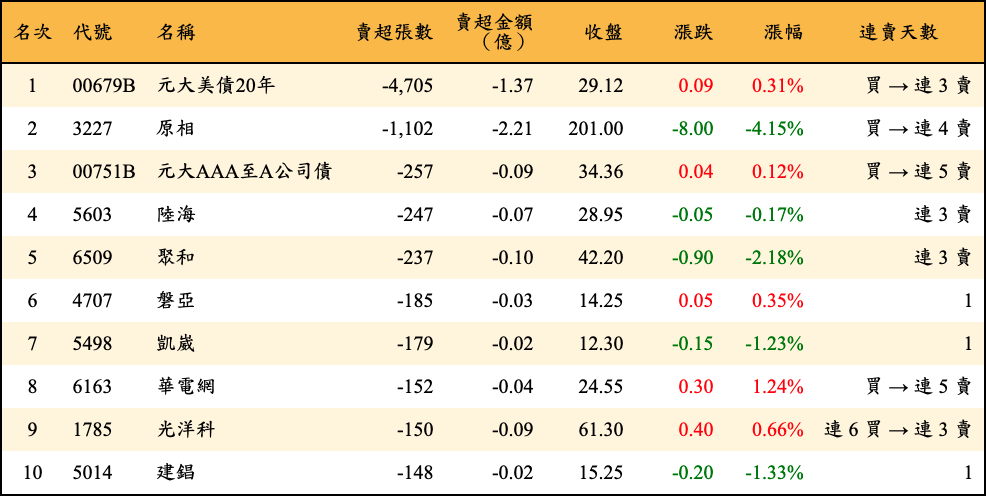 名次 代號 名稱 賣超張數 賣超金額（億） 收盤 漲跌 漲幅 連賣天數
1 00679B 元大美債20年 -4,705 -1.37 29.12 0.09 0.31% 買 → 連 3 賣
2 3227 原相 -1,102 -2.21 201.00 -8.00 -4.15% 買 → 連 4 賣
3 00751B 元大AAA至A公司債 -257 -0.09 34.36 0.04 0.12% 買 → 連 5 賣
4 5603 陸海 -247 -0.07 28.95 -0.05 -0.17% 連 3 賣
5 6509 聚和 -237 -0.10 42.20 -0.90 -2.18% 連 3 賣
6 4707 磐亞 -185 -0.03 14.25 0.05 0.35% 1
7 5498 凱崴 -179 -0.02 12.30 -0.15 -1.23% 1
8 6163 華電網 -152 -0.04 24.55 0.30 1.24% 買 → 連 5 賣
9 1785 光洋科 -150 -0.09 61.30 0.40 0.66% 連 6 買 → 連 3 賣
10 5014 建錩 -148 -0.02 15.25 -0.20 -1.33% 1